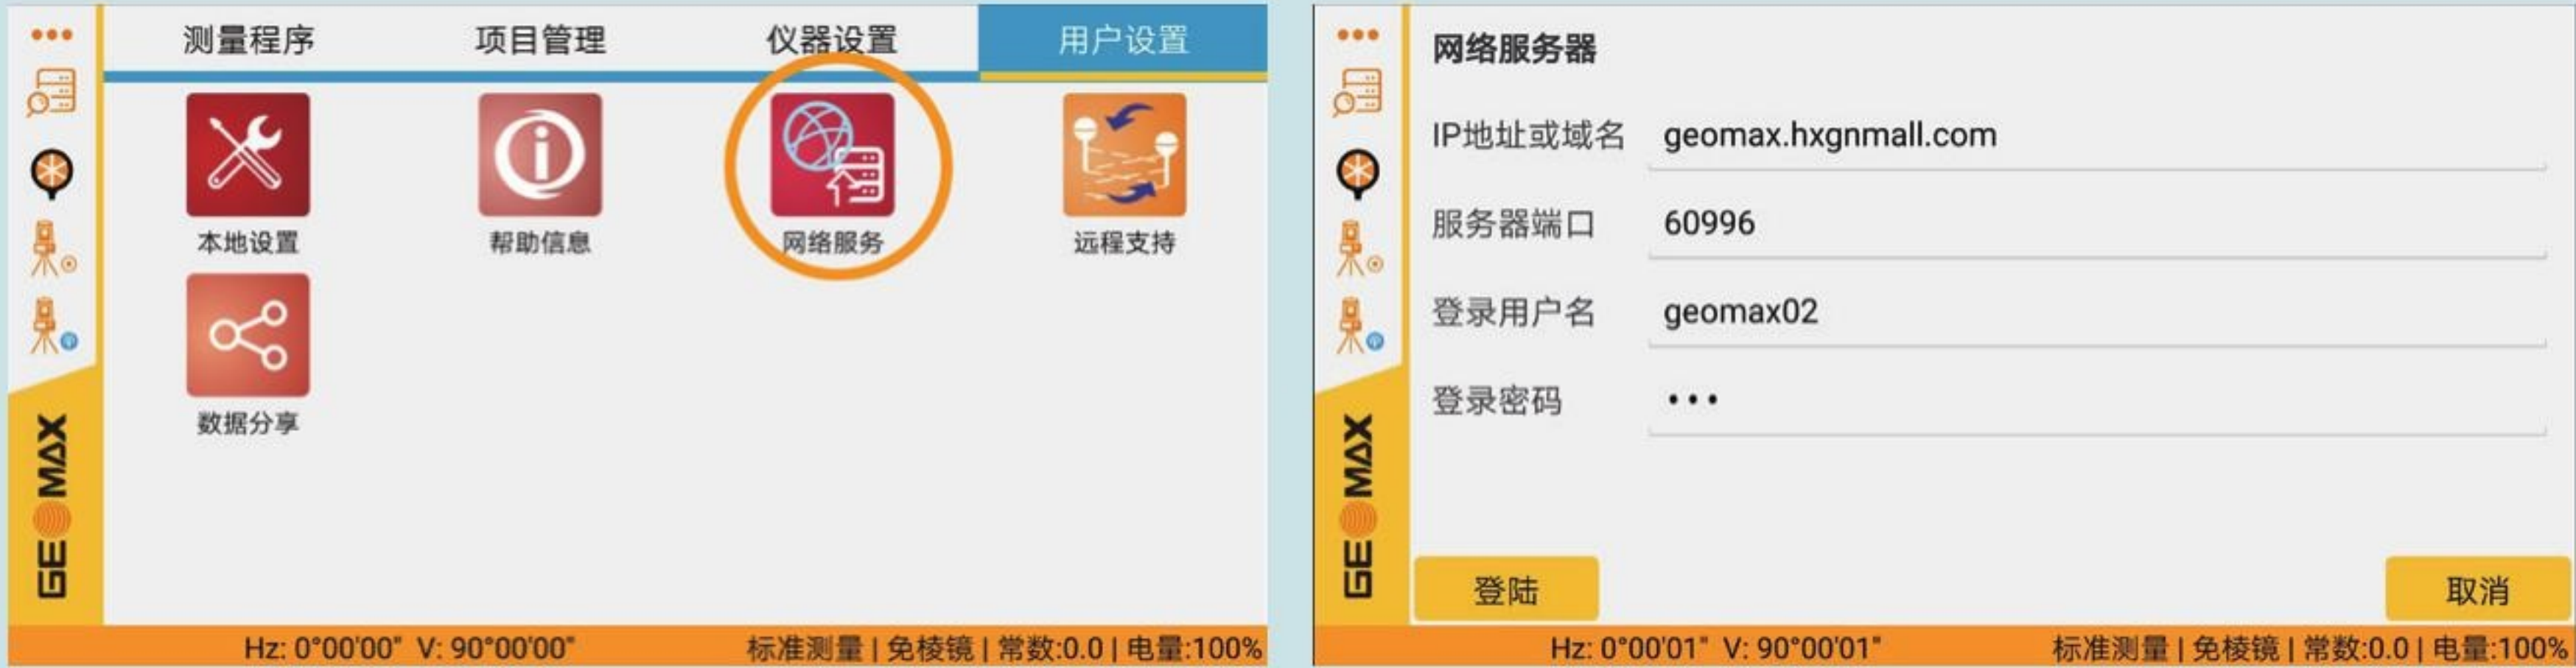 测量程序 项目管理 仪器设置 用户设置
本地设置 帮助信息 网络服务 远程支持
数据分享
GEOMAX
Hz: 0°00'00" V: 90°00'00" 标准测量 | 免棱镜 | 常数:0.0 | 电量:100%
网络服务器
IP地址或域名 geomax.hxgnmall.com
服务器端口 60996
登录用户名 geomax02
登录密码 •••
登陆 取消
GEOMAX
Hz: 0°00'01" V: 90°00'01" 标准测量 | 免棱镜 | 常数:0.0 | 电量:100%